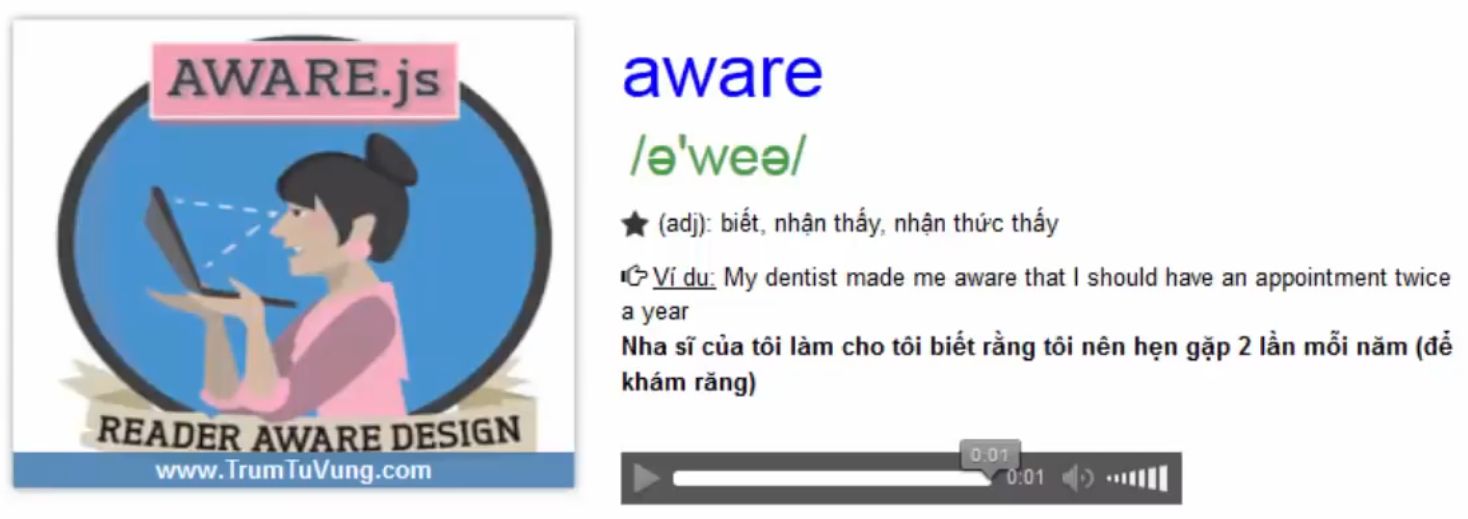 AWARE.js
READER AWARE DESIGN
www.TrumTuVung.com
aware
/ə'weə/
(adj): biết, nhận thấy, nhận thức thấy
Ví dụ: My dentist made me aware that I should have an appointment twice
a year
Nha sĩ của tôi làm cho tôi biết rằng tôi nên hẹn gặp 2 lần mỗi năm (để
khám răng)
0:01
0:01